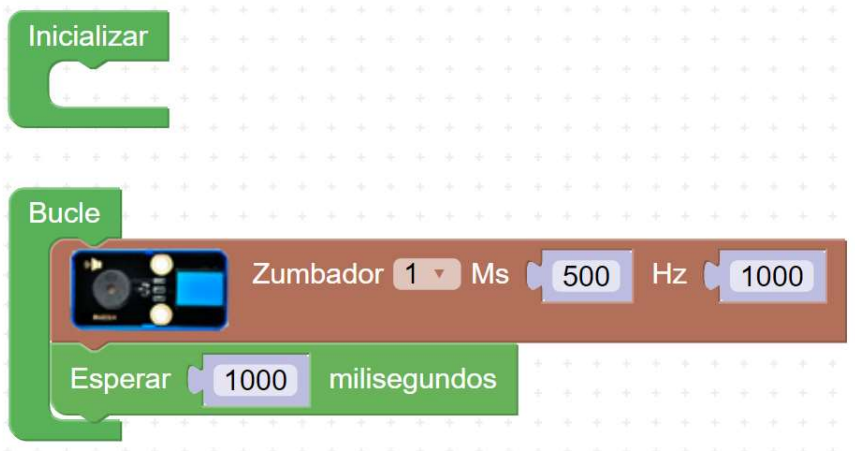 Inicializar
Bucle
Zumbador 1 Ms 500 Hz 1000
Esperar 1000 milisegundos